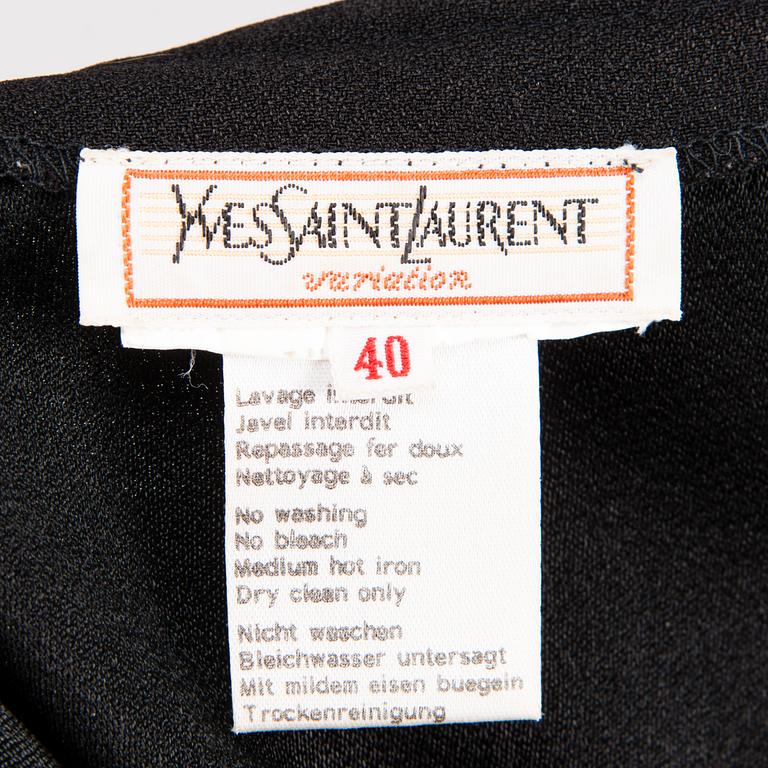 YVES SAINT LAURENT
variation
40
Lavage interdit
Javel interdit
Repassage fer doux
Nettoyage à sec
No washing
No bleach
Medium hot iron
Dry clean only
Nicht waschen
Bleichwasser untersagt
Mit mildem eisen buegeln
Trockenreinigung